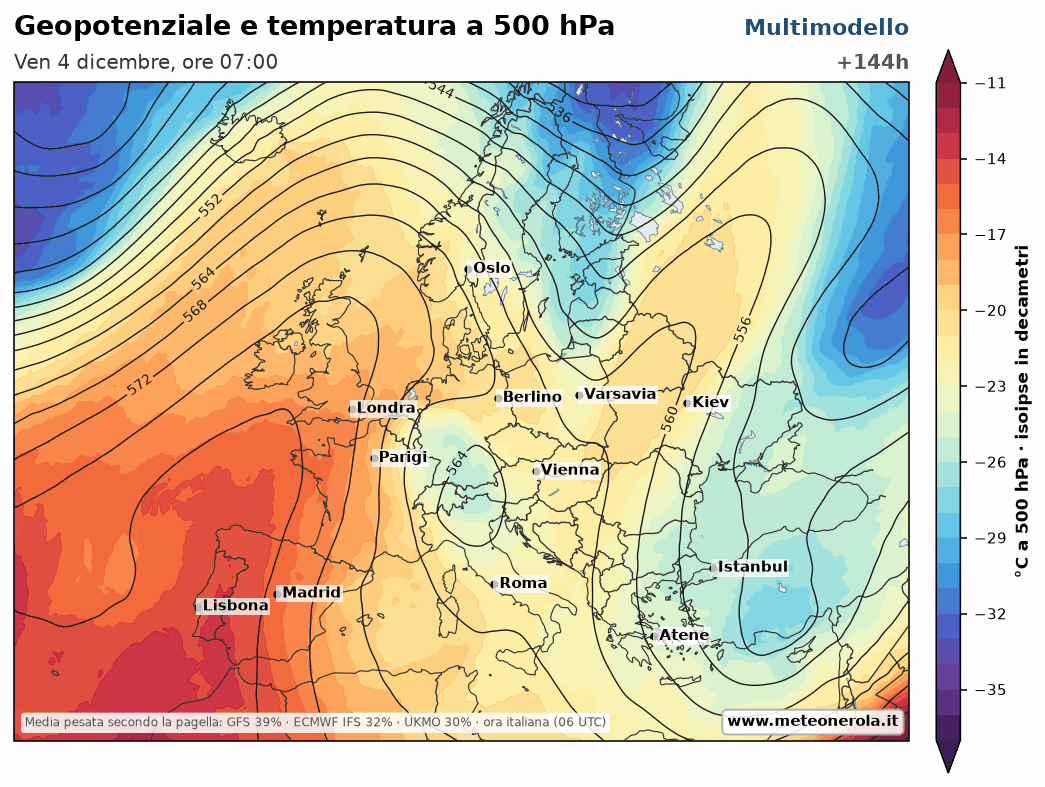 Geopotenziale e temperatura a 500 hPa
Multimodello
Ven 4 dicembre, ore 07:00
+144h
544
536
552
564
568
572
556
560
564
Oslo
Londra
Berlino
Varsavia
Kiev
Parigi
Vienna
Roma
Istanbul
Madrid
Lisbona
Atene
−11
−14
−17
−20
−23
−26
−29
−32
−35
°C a 500 hPa · isoipse in decametri
Media pesata secondo la pagella: GFS 39% · ECMWF IFS 32% · UKMO 30% · ora italiana (06 UTC)
www.meteonerola.it